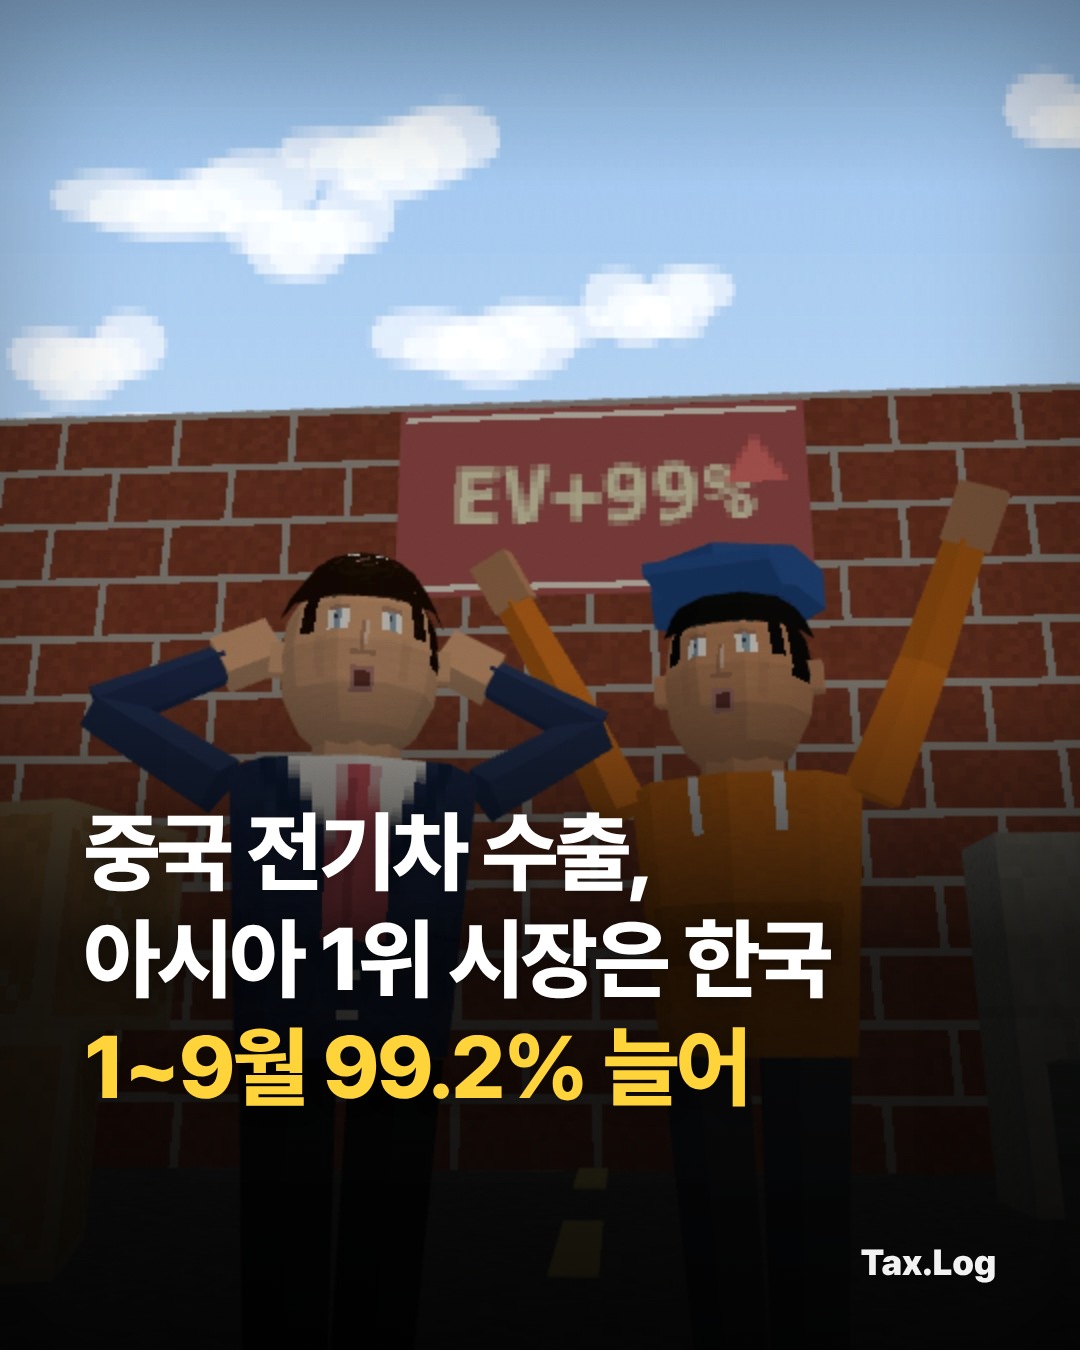 EV+99%
중국 전기차 수출,
아시아 1위 시장은 한국
1~9월 99.2% 늘어
Tax.Log